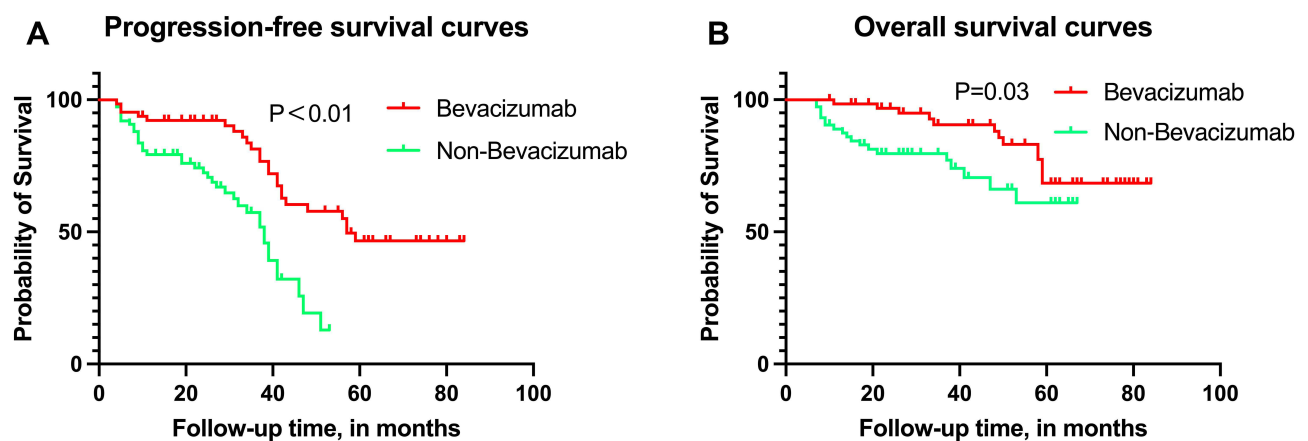 A
Progression-free survival curves
Probability of Survival
100
50
0
P＜0.01
Bevacizumab
Non-Bevacizumab
0 20 40 60 80 100
Follow-up time, in months
B
Overall survival curves
Probability of Survival
100
50
0
P=0.03
Bevacizumab
Non-Bevacizumab
0 20 40 60 80 100
Follow-up time, in months